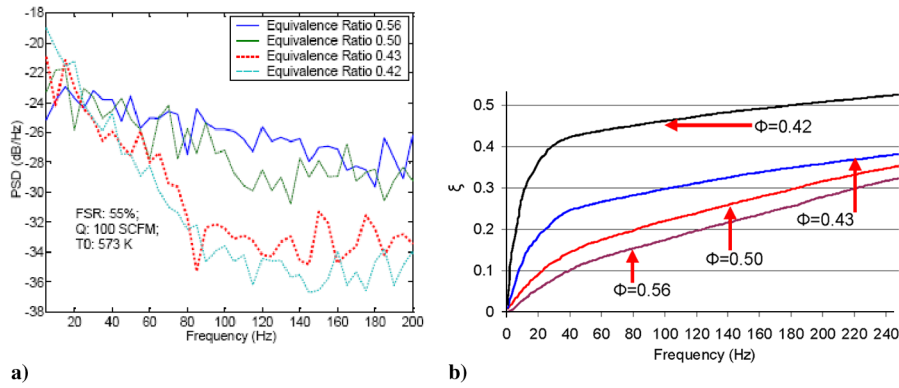 -18
-20
-22
-24
-26
-28
-30
-32
-34
-36
-38
PSD (dB/Hz)
Equivalence Ratio 0.56
Equivalence Ratio 0.50
Equivalence Ratio 0.43
Equivalence Ratio 0.42
FSR: 55%;
Q: 100 SCFM;
T0: 573 K
20 40 60 80 100 120 140 160 180 200
Frequency (Hz)
a)
0.5
0.4
0.3
0.2
0.1
0
ξ
Φ=0.42
Φ=0.43
Φ=0.50
Φ=0.56
0 20 40 60 80 100 120 140 160 180 200 220 240
Frequency (Hz)
b)